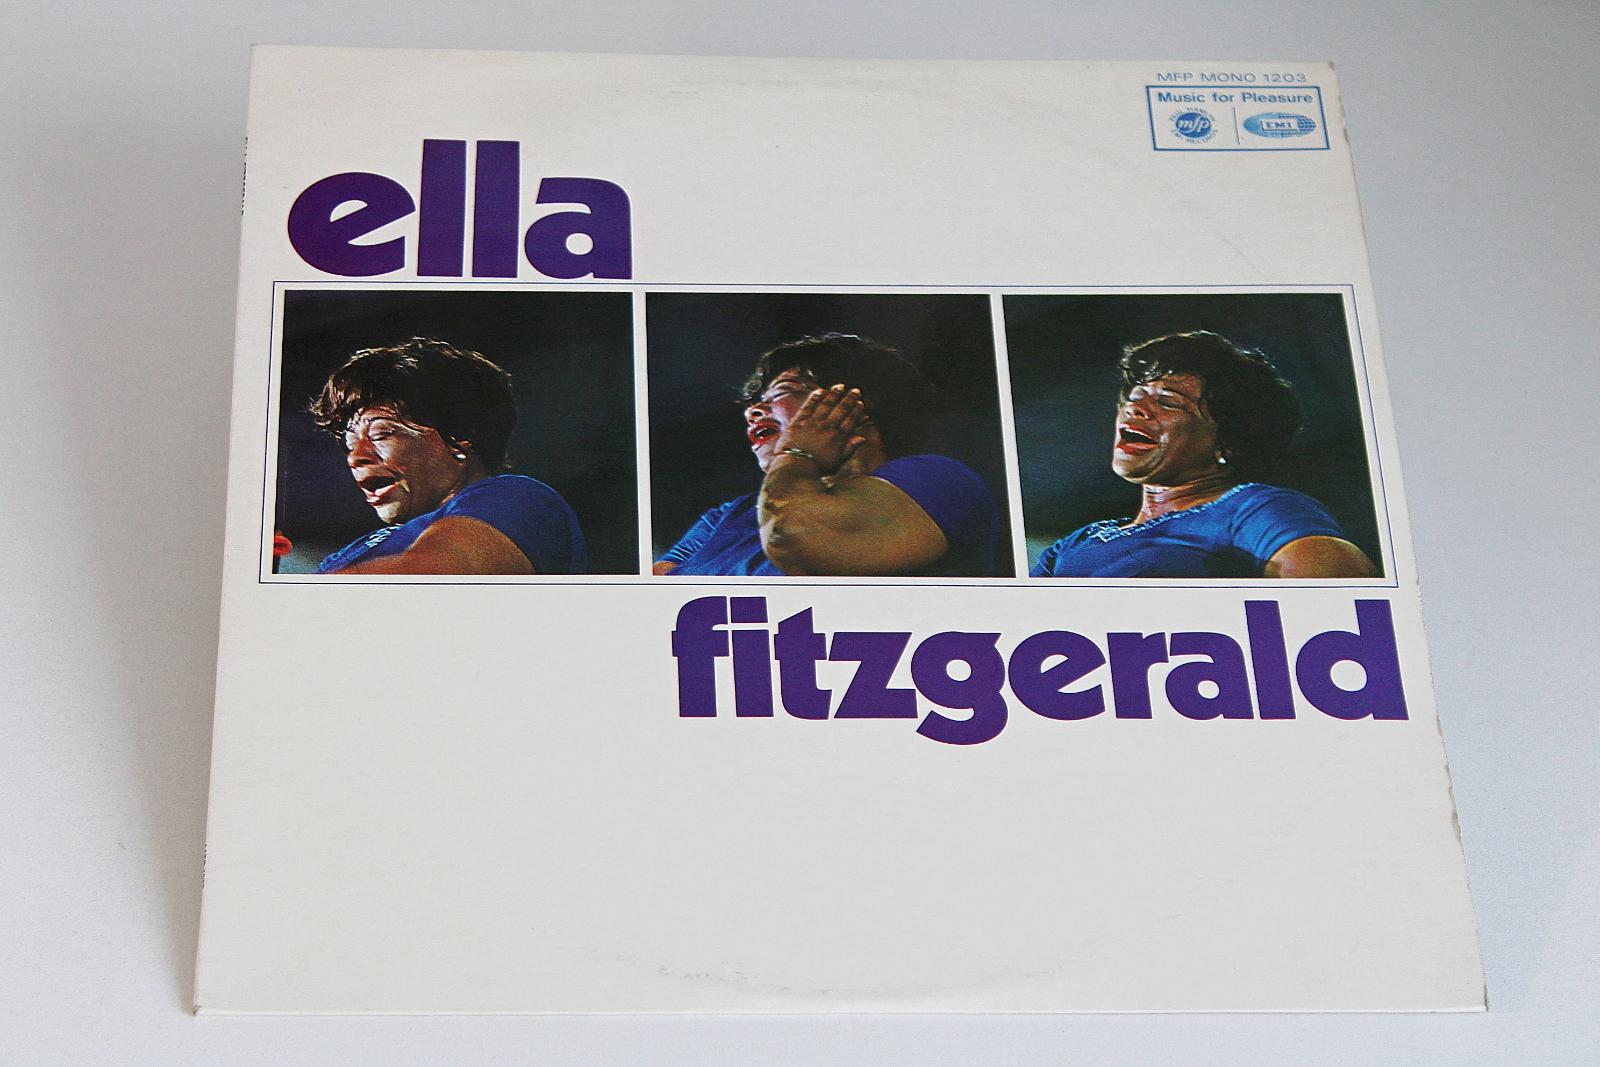 MFP MONO 1203
Music for Pleasure
mfp
EMI
ella
fitzgerald